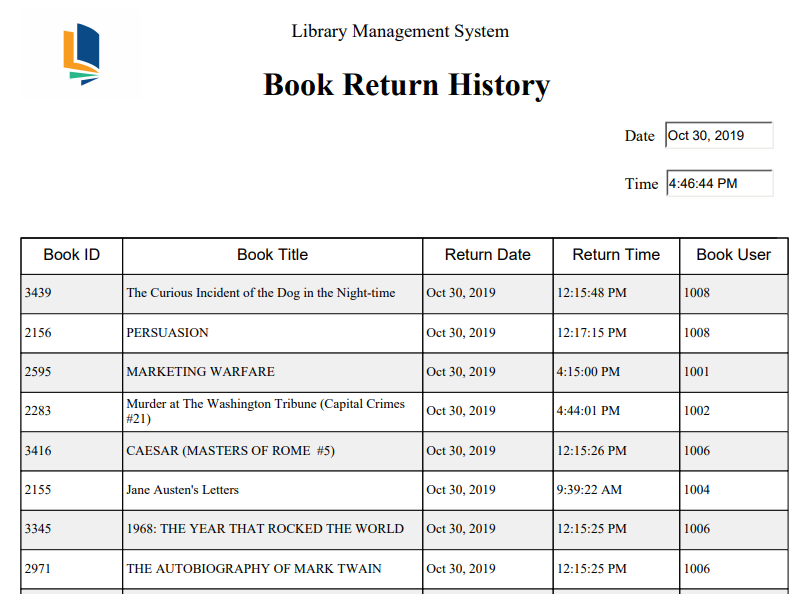 Library Management System
Book Return History
Date Oct 30, 2019
Time 4:46:44 PM
Book ID Book Title Return Date Return Time Book User
3439 The Curious Incident of the Dog in the Night-time Oct 30, 2019 12:15:48 PM 1008
2156 PERSUASION Oct 30, 2019 12:17:15 PM 1008
2595 MARKETING WARFARE Oct 30, 2019 4:15:00 PM 1001
2283 Murder at The Washington Tribune (Capital Crimes #21) Oct 30, 2019 4:44:01 PM 1002
3416 CAESAR (MASTERS OF ROME  #5) Oct 30, 2019 12:15:26 PM 1006
2155 Jane Austen's Letters Oct 30, 2019 9:39:22 AM 1004
3345 1968: THE YEAR THAT ROCKED THE WORLD Oct 30, 2019 12:15:25 PM 1006
2971 THE AUTOBIOGRAPHY OF MARK TWAIN Oct 30, 2019 12:15:25 PM 1006